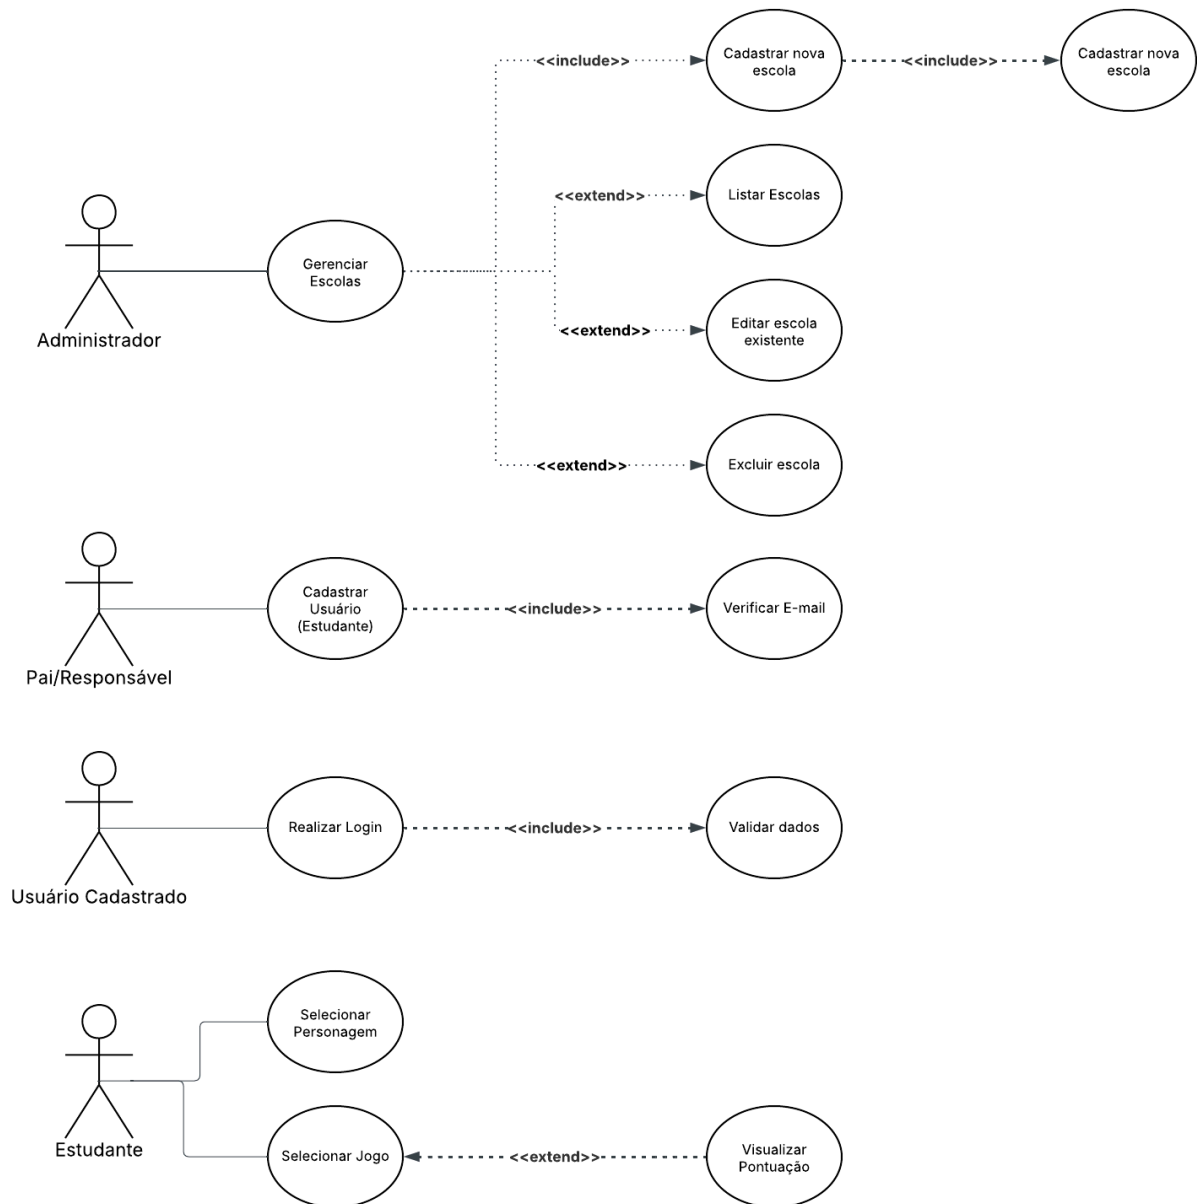 <<include>>
Cadastrar nova
escola
<<include>>
Cadastrar nova
escola
<<extend>>
Listar Escolas
Gerenciar
Escolas
Administrador
<<extend>>
Editar escola
existente
<<extend>>
Excluir escola
Cadastrar
Usuário
(Estudante)
<<include>>
Verificar E-mail
Pai/Responsável
Realizar Login
<<include>>
Validar dados
Usuário Cadastrado
Selecionar
Personagem
Estudante
Selecionar Jogo
<<extend>>
Visualizar
Pontuação